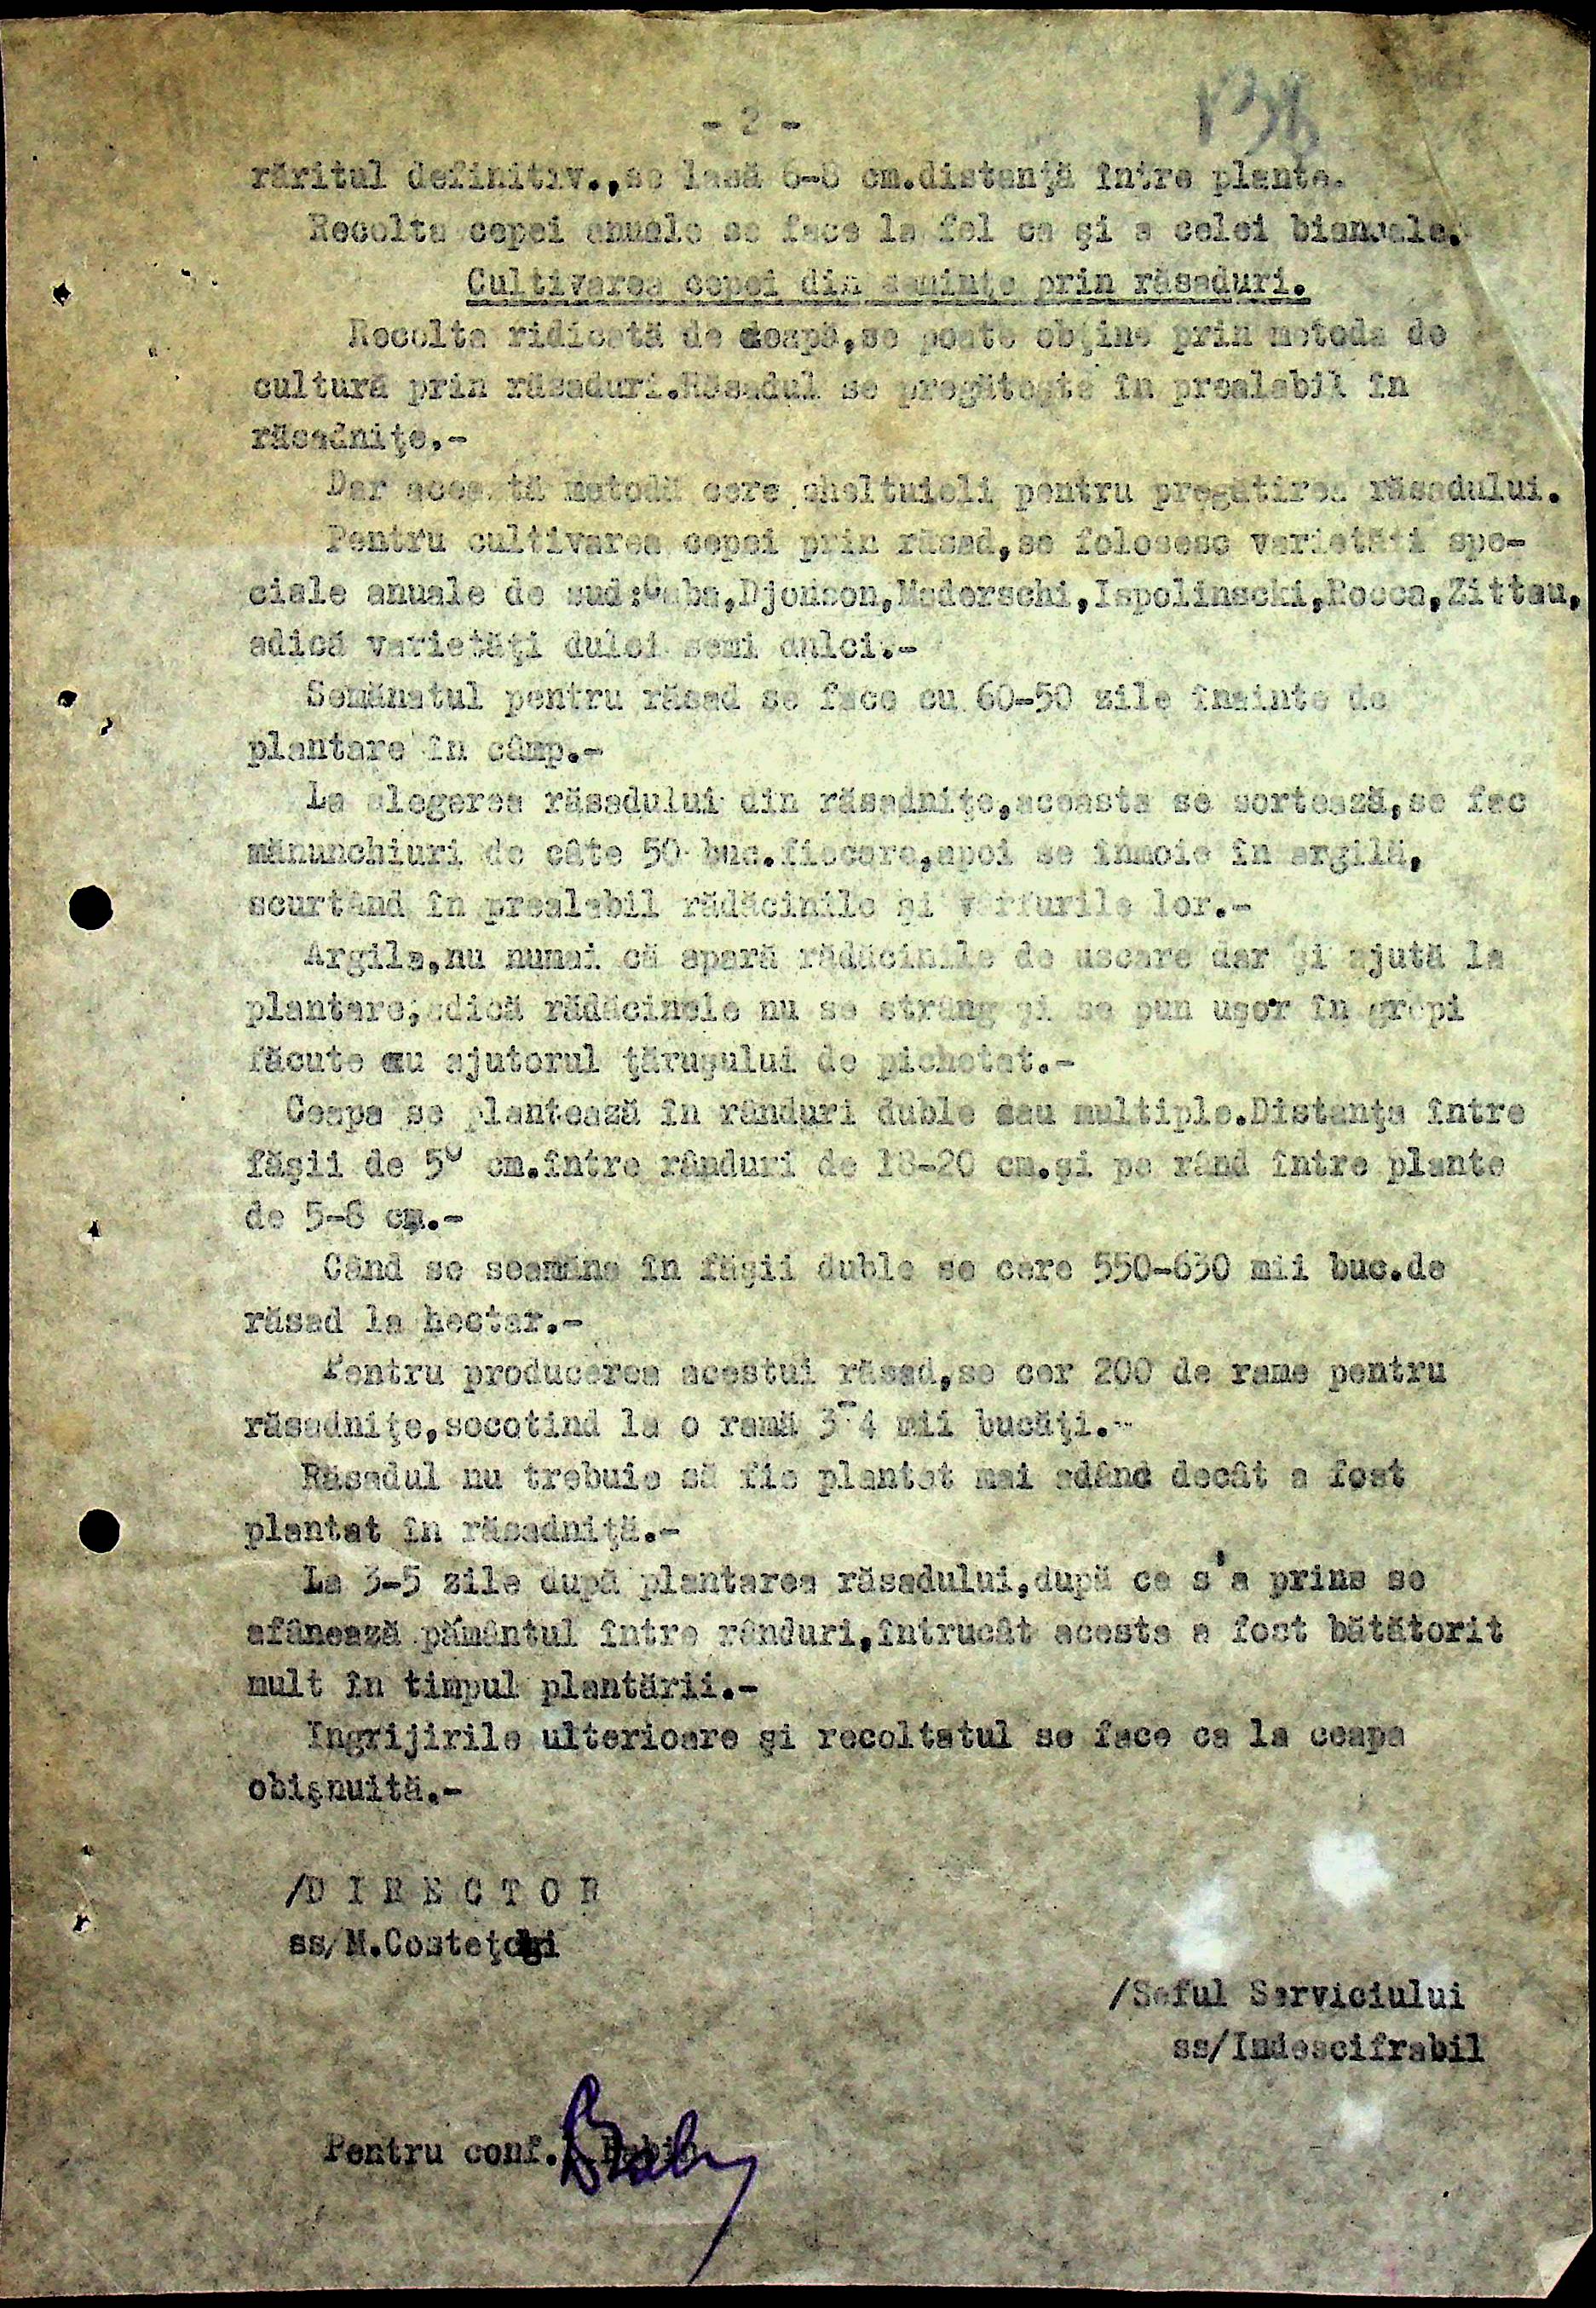 - 2 -
138
răritul definitiv.,se lasă 6-8 cm.distanţă între plante.
Recolta cepei anuale se face la fel ca şi a celei bianuale.
Cultivarea cepei din seminţe prin răsaduri.
Recolta ridicată de ceapă,se poate obţine prin metoda de
cultură prin răsaduri.Răsadul se pregăteşte în prealabil în
răsadniţe.-
Dar această metodă cere cheltuieli pentru pregătirea răsadului.
Pentru cultivarea cepei prin răsad,se folosesc varietăti spe-
ciale anuale de sud:Caba,Djonson,Maderschi,Ispolinscki,Rocca,Zittau,
adică varietăţi dulci semi dulci.-
Semănatul pentru răsad se face cu 60-50 zile înainte de
plantare în câmp.-
La alegerea răsadului din răsadniţe,aceasta se sortează,se fac
mănunchiuri de câte 50 buc.fiecare,apoi se înmoie în argilă,
scurtând în prealabil rădăcinile şi vârfurile lor.-
Argila,nu numai că apară rădăcinile de uscare dar şi ajută la
plantare,adică rădăcinele nu se strâng şi se pun uşor în gropi
făcute cu ajutorul ţăruşului de pichetat.-
Ceapa se plantează în rânduri duble sau multiple.Distanţa între
făşii de 50 cm.între rânduri de 18-20 cm.şi pe rând între plante
de 5-8 cm.-
Când se seamăna în făşii duble se cere 550-630 mii buc.de
răsad la hectar.-
Pentru producerea acestui răsad,se cer 200 de rame pentru
răsadniţe,socotind la o ramă 3-4 mii bucăţi.-
Răsadul nu trebuie să fie plantat mai adânc decât a fost
plantat în răsadniţă.-
La 3-5 zile după plantarea răsadului,după ce s'a prins se
afânează pământul între rânduri,întrucât acesta a fost bătătorit
mult în timpul plantării.-
Ingrijirile ulterioare şi recoltatul se face ca la ceapa
obişnuită.-
/D I R E C T O R
ss/M.Costeţchi
/Seful Serviciului
ss/Indescifrabil
Pentru conf.